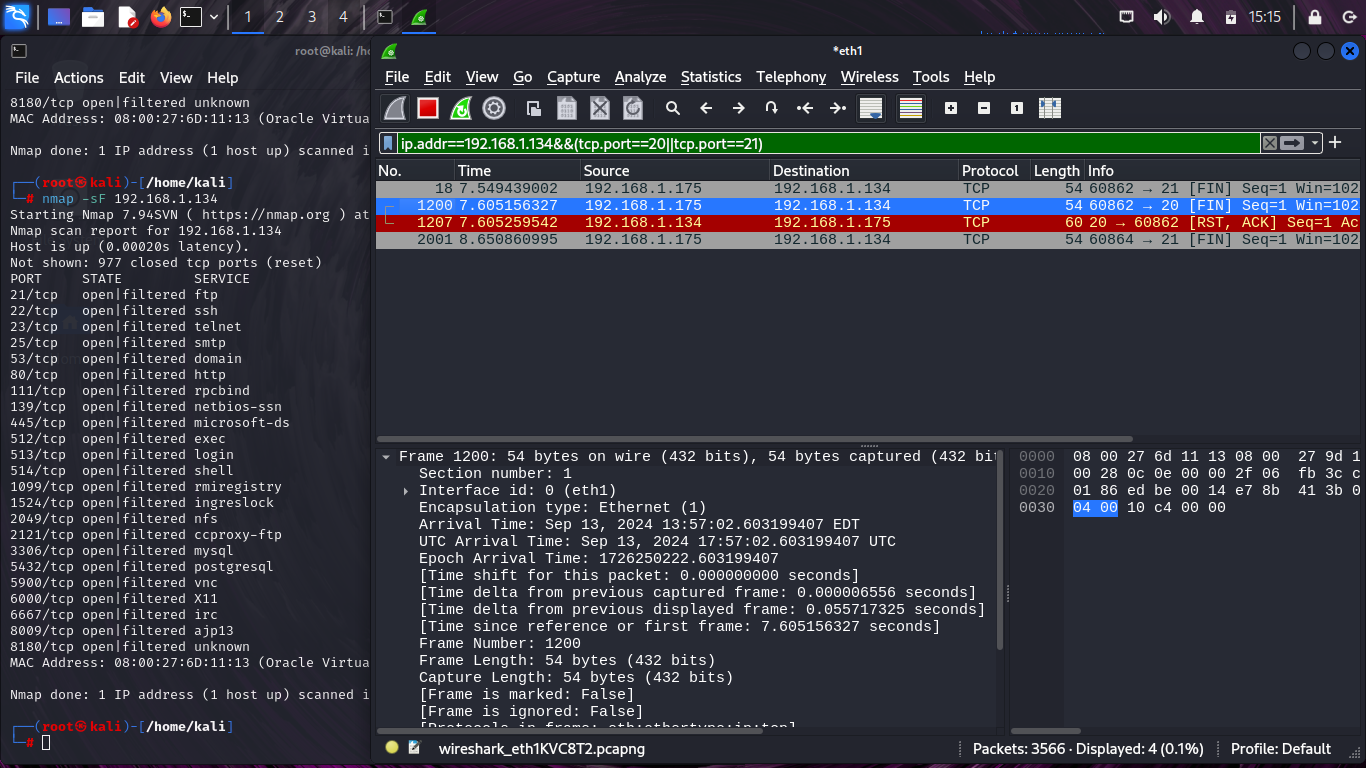 1 2 3 4 15:15
root@kali: /h
File Actions Edit View Help
8180/tcp open|filtered unknown
MAC Address: 08:00:27:6D:11:13 (Oracle Virtua
Nmap done: 1 IP address (1 host up) scanned i
┌──(root㉿kali)-[/home/kali]
└─# nmap -sF 192.168.1.134
Starting Nmap 7.94SVN ( https://nmap.org ) at
Nmap scan report for 192.168.1.134
Host is up (0.00020s latency).
Not shown: 977 closed tcp ports (reset)
PORT STATE SERVICE
21/tcp open|filtered ftp
22/tcp open|filtered ssh
23/tcp open|filtered telnet
25/tcp open|filtered smtp
53/tcp open|filtered domain
80/tcp open|filtered http
111/tcp open|filtered rpcbind
139/tcp open|filtered netbios-ssn
445/tcp open|filtered microsoft-ds
512/tcp open|filtered exec
513/tcp open|filtered login
514/tcp open|filtered shell
1099/tcp open|filtered rmiregistry
1524/tcp open|filtered ingreslock
2049/tcp open|filtered nfs
2121/tcp open|filtered ccproxy-ftp
3306/tcp open|filtered mysql
5432/tcp open|filtered postgresql
5900/tcp open|filtered vnc
6000/tcp open|filtered X11
6667/tcp open|filtered irc
8009/tcp open|filtered ajp13
8180/tcp open|filtered unknown
MAC Address: 08:00:27:6D:11:13 (Oracle Virtua
Nmap done: 1 IP address (1 host up) scanned i
┌──(root㉿kali)-[/home/kali]
└─#
*eth1
File Edit View Go Capture Analyze Statistics Telephony Wireless Tools Help
ip.addr==192.168.1.134&&(tcp.port==20||tcp.port==21)
No. Time Source Destination Protocol Length Info
18 7.549439002 192.168.1.175 192.168.1.134 TCP 54 60862 → 21 [FIN] Seq=1 Win=102
1200 7.605156327 192.168.1.175 192.168.1.134 TCP 54 60862 → 20 [FIN] Seq=1 Win=102
1207 7.605259542 192.168.1.134 192.168.1.175 TCP 60 20 → 60862 [RST, ACK] Seq=1 Ac
2001 8.650860995 192.168.1.175 192.168.1.134 TCP 54 60864 → 21 [FIN] Seq=1 Win=102
Frame 1200: 54 bytes on wire (432 bits), 54 bytes captured (432 bit
Section number: 1
Interface id: 0 (eth1)
Encapsulation type: Ethernet (1)
Arrival Time: Sep 13, 2024 13:57:02.603199407 EDT
UTC Arrival Time: Sep 13, 2024 17:57:02.603199407 UTC
Epoch Arrival Time: 1726250222.603199407
[Time shift for this packet: 0.000000000 seconds]
[Time delta from previous captured frame: 0.000006556 seconds]
[Time delta from previous displayed frame: 0.055717325 seconds]
[Time since reference or first frame: 7.605156327 seconds]
Frame Number: 1200
Frame Length: 54 bytes (432 bits)
Capture Length: 54 bytes (432 bits)
[Frame is marked: False]
[Frame is ignored: False]
[Protocols in frame: eth:ethertype:ip:tcp]
0000 08 00 27 6d 11 13 08 00 27 9d 1
0010 00 28 0c 0e 00 00 2f 06 fb 3c c
0020 01 86 ed be 00 14 e7 8b 41 3b 0
0030 04 00 10 c4 00 00
wireshark_eth1KVC8T2.pcapng
Packets: 3566 · Displayed: 4 (0.1%)
Profile: Default